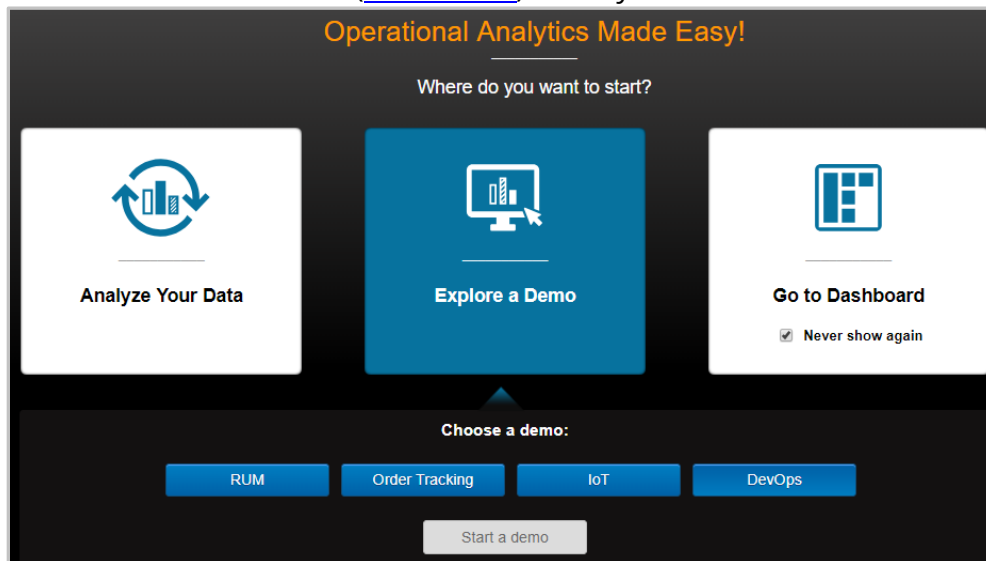 Operational Analytics Made Easy!
Where do you want to start?
Analyze Your Data
Explore a Demo
Go to Dashboard
Never show again
Choose a demo:
RUM
Order Tracking
IoT
DevOps
Start a demo